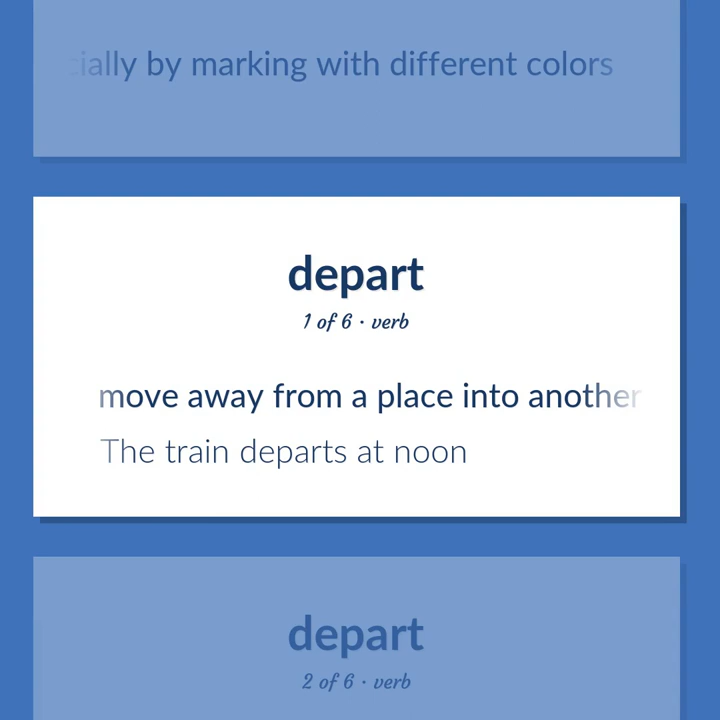 by marking with different colors
depart
1 of 6 · verb
move away from a place into another
The train departs at noon
depart
2 of 6 · verb